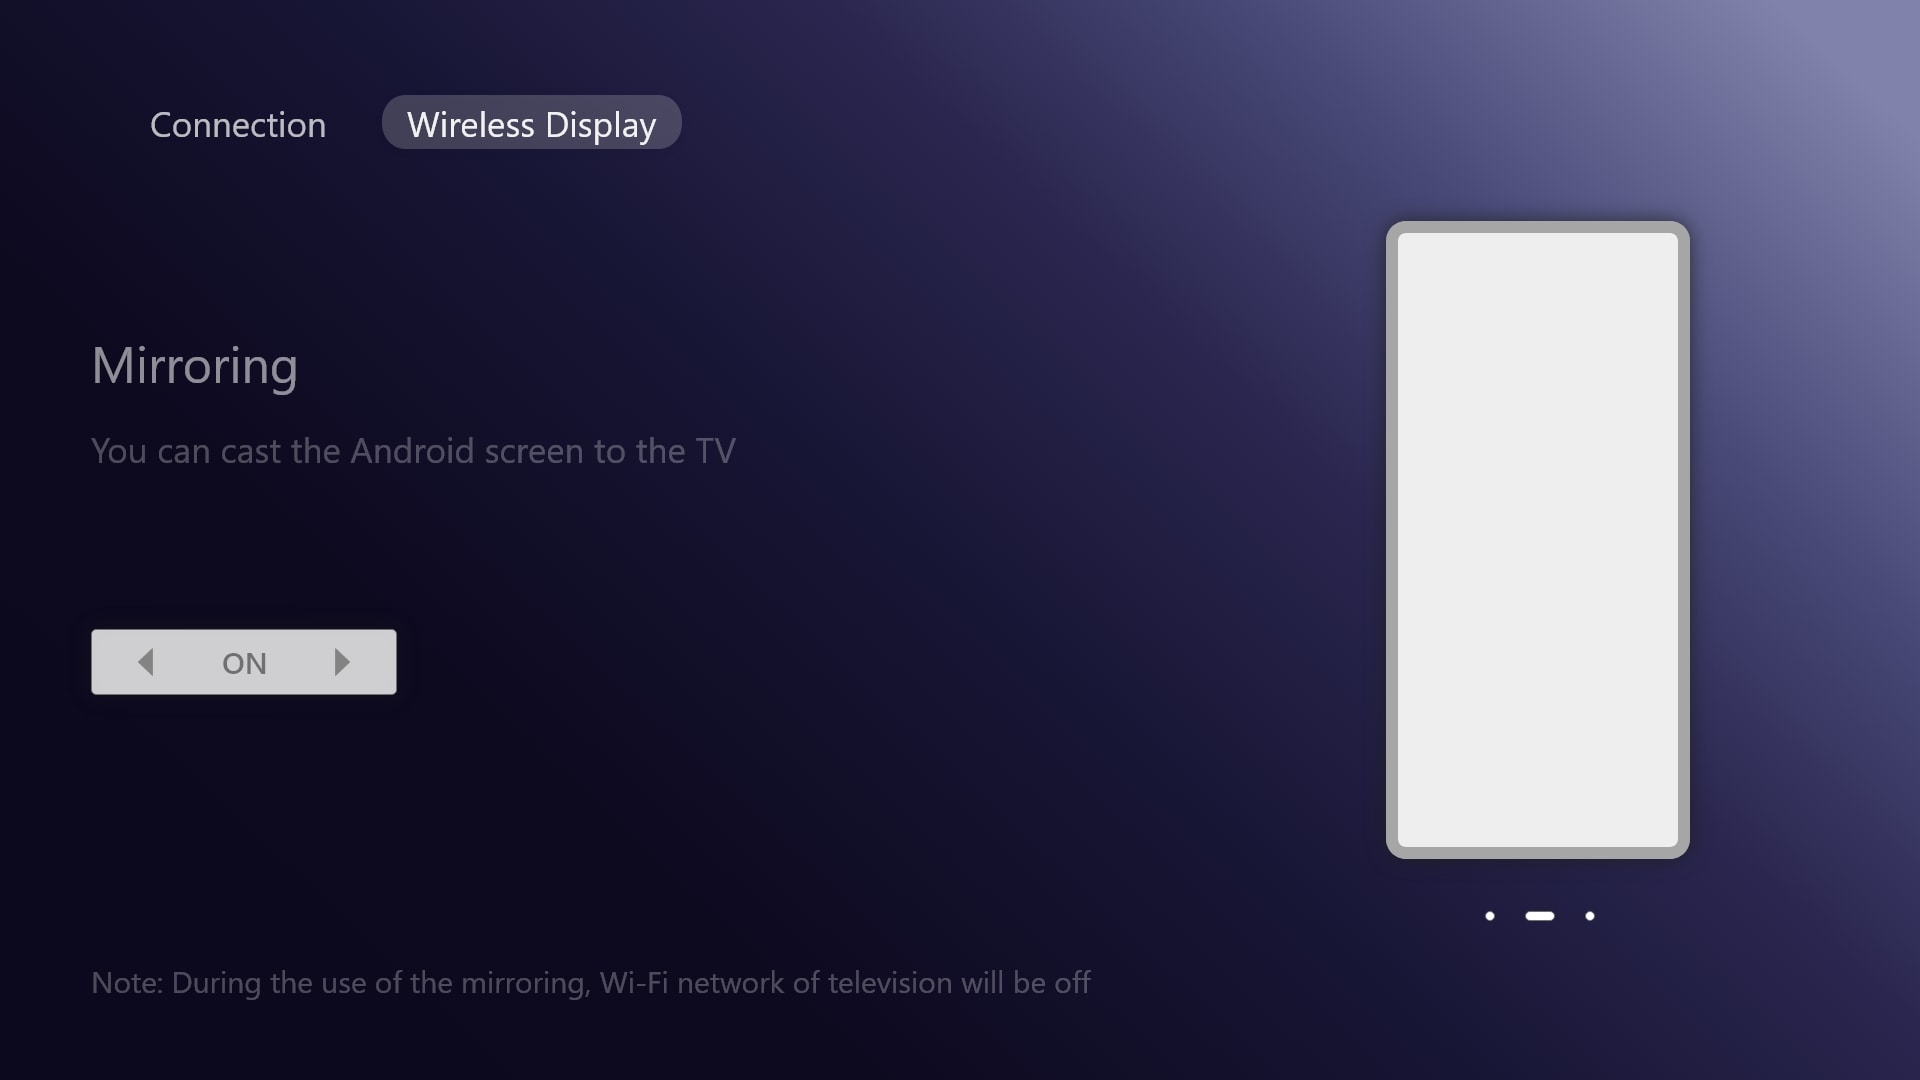 Connection
Wireless Display
Mirroring
You can cast the Android screen to the TV
ON
Note: During the use of the mirroring, Wi-Fi network of television will be off